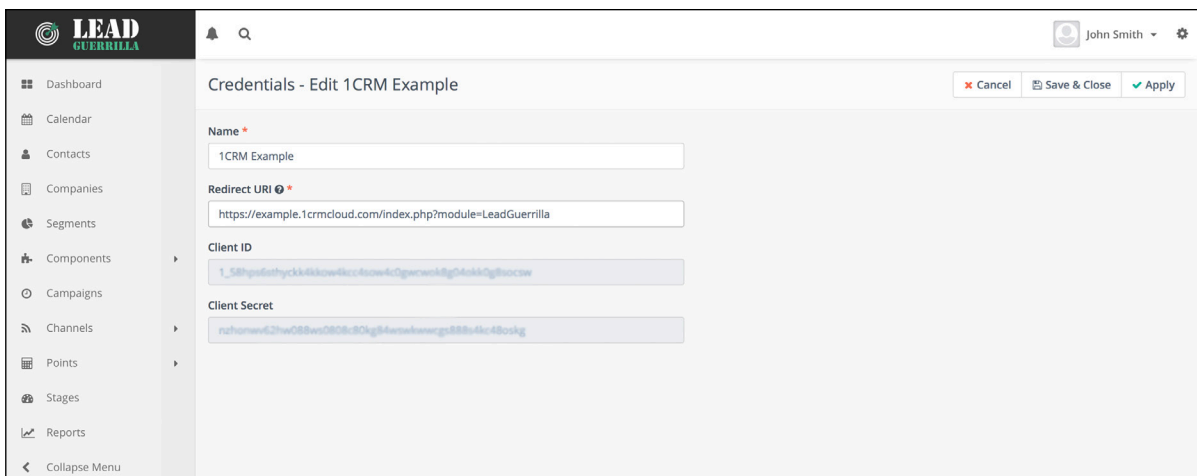 LEAD
GUERRILLA
John Smith
Dashboard
Calendar
Contacts
Companies
Segments
Components
Campaigns
Channels
Points
Stages
Reports
Collapse Menu
Credentials - Edit 1CRM Example
Cancel
Save & Close
Apply
Name *
1CRM Example
Redirect URI *
https://example.1crmcloud.com/index.php?module=LeadGuerrilla
Client ID
Client Secret